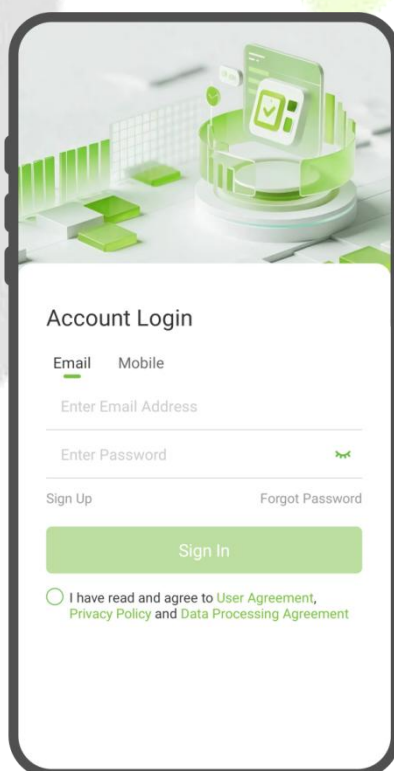 Account Login
Email Mobile
Enter Email Address
Enter Password
Sign Up Forgot Password
Sign In
I have read and agree to User Agreement,
Privacy Policy and Data Processing Agreement